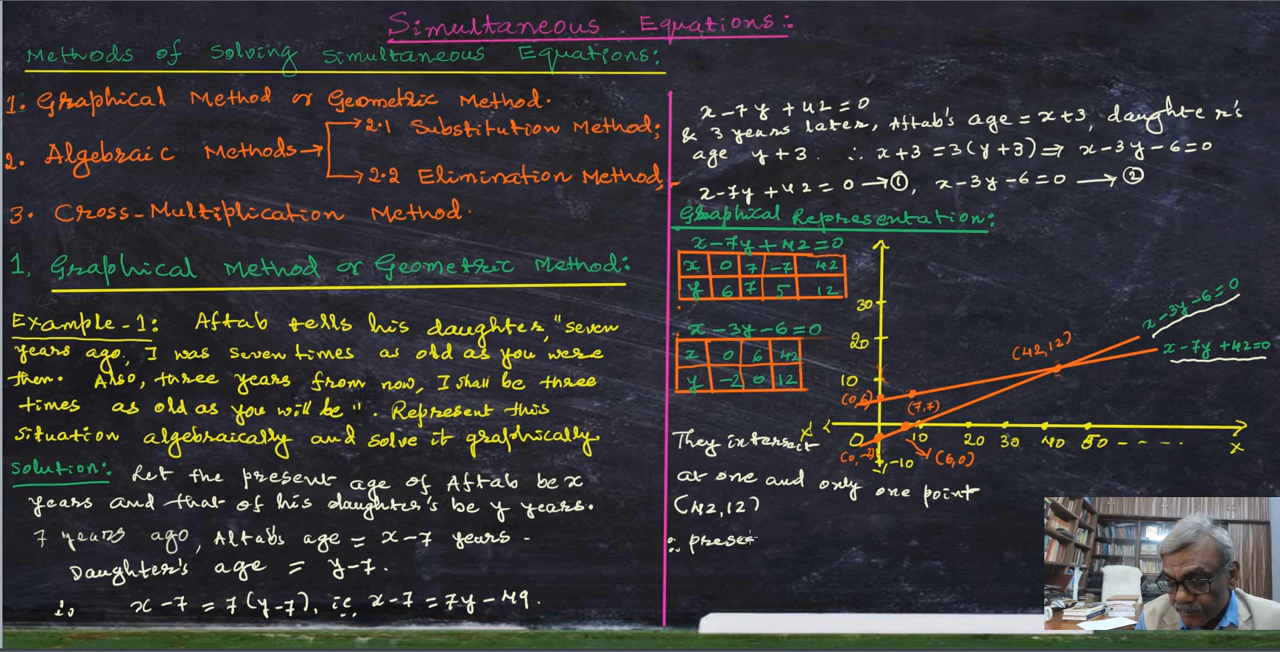 Simultaneous Equations:
Methods of Solving Simultaneous Equations:
1. Graphical Method or Geometric Method.
2. Algebraic Methods → 2.1 Substitution Method;
2.2 Elimination Method,
3. Cross-Multiplication Method.
1. Graphical Method or Geometric Method:
Example-1: Aftab tells his daughter, "seven
years ago, I was seven times as old as you were
then. Also, three years from now, I shall be three
times as old as you will be". Represent this
situation algebraically and solve it graphically
Solution: Let the present age of Aftab be x
years and that of his daughter's be y years.
7 years ago, Aftab's age = x-7 years.
Daughter's age = y-7.
x-7 = 7(y-7), ie, x-7 = 7y-49.
x-7y+42=0
& 3 years later, Aftab's age = x+3, daughter's
age y+3. ∴ x+3 = 3(y+3) ⇒ x-3y-6=0
x-7y+42=0 → ①, x-3y-6=0 → ②
Graphical Representation:
x-7y+42=0
x 0 7 -7 42
y 6 7 5 12
x-3y-6=0
x 0 6 42
y -2 0 12
30
20
10
(0,6)
(7,7)
(42,12)
x-3y-6=0
x-7y+42=0
x'
0
10 20 30 40 50 - - - . . .
x
(0,-2)
-10
(6,0)
They intersect
at one and only one point
(42,12)
∴ prese